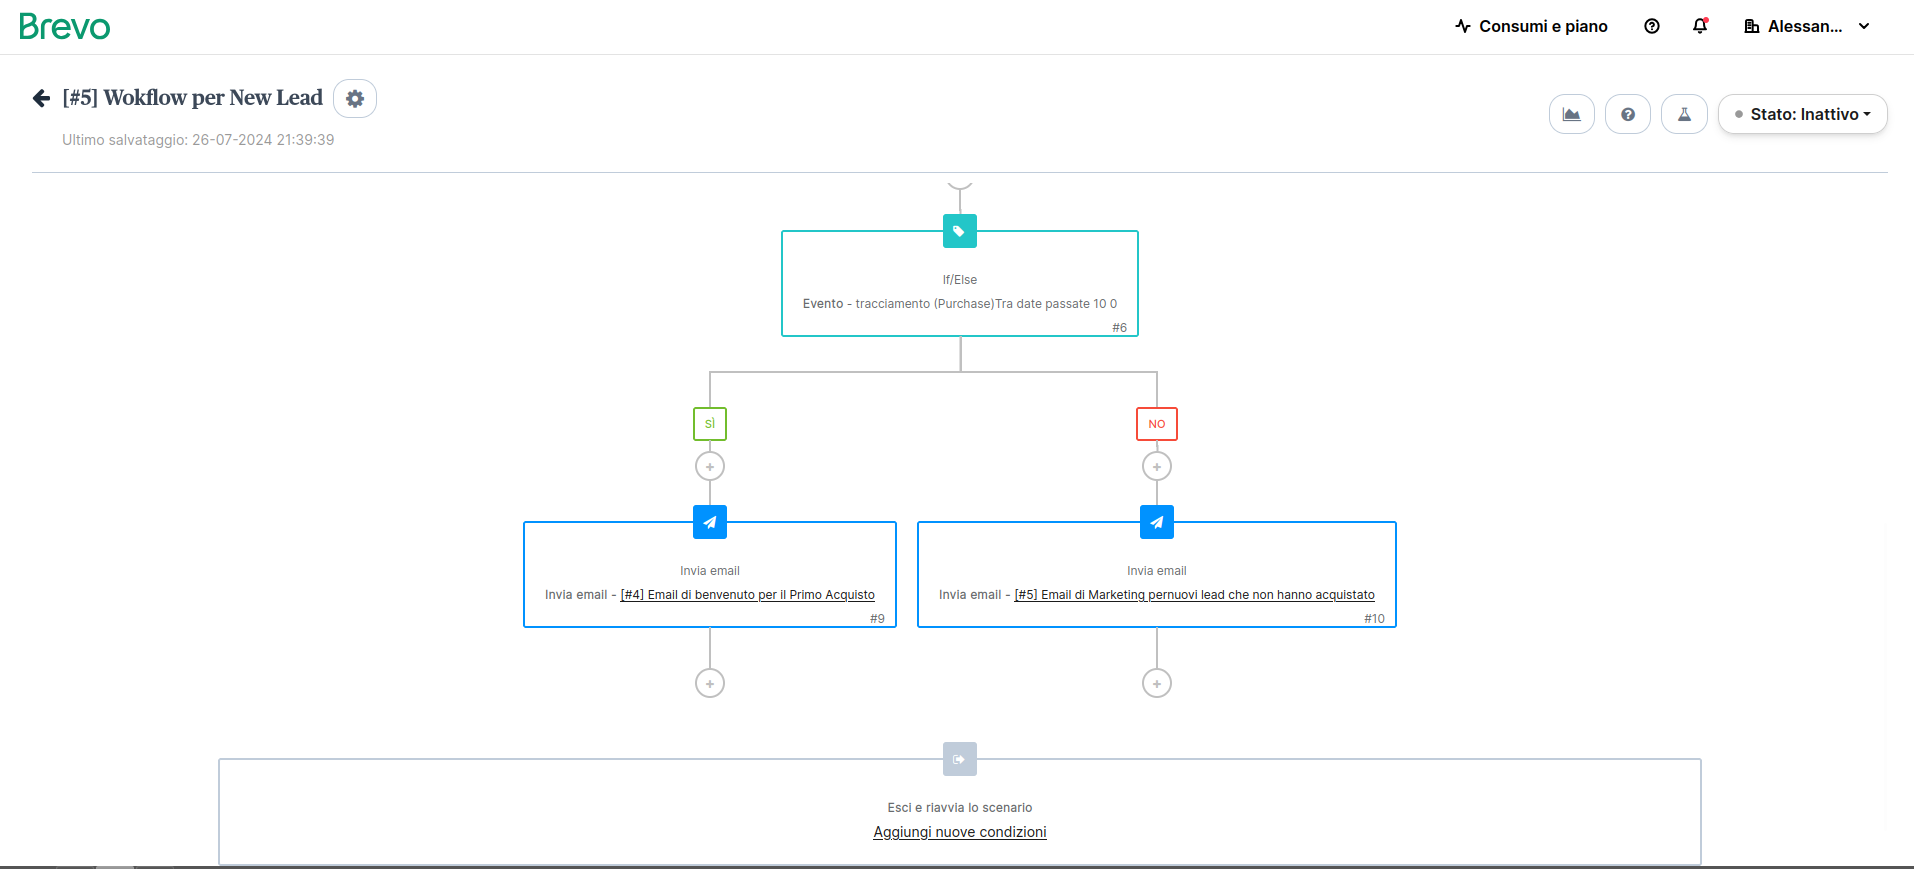 Brevo
Consumi e piano
Alessan...
[#5] Wokflow per New Lead
Ultimo salvataggio: 26-07-2024 21:39:39
Stato: Inattivo
If/Else
Evento - tracciamento (Purchase)Tra date passate 10 0
#6
SÌ
NO
Invia email
Invia email - [#4] Email di benvenuto per il Primo Acquisto
#9
Invia email
Invia email - [#5] Email di Marketing pernuovi lead che non hanno acquistato
#10
Esci e riavvia lo scenario
Aggiungi nuove condizioni